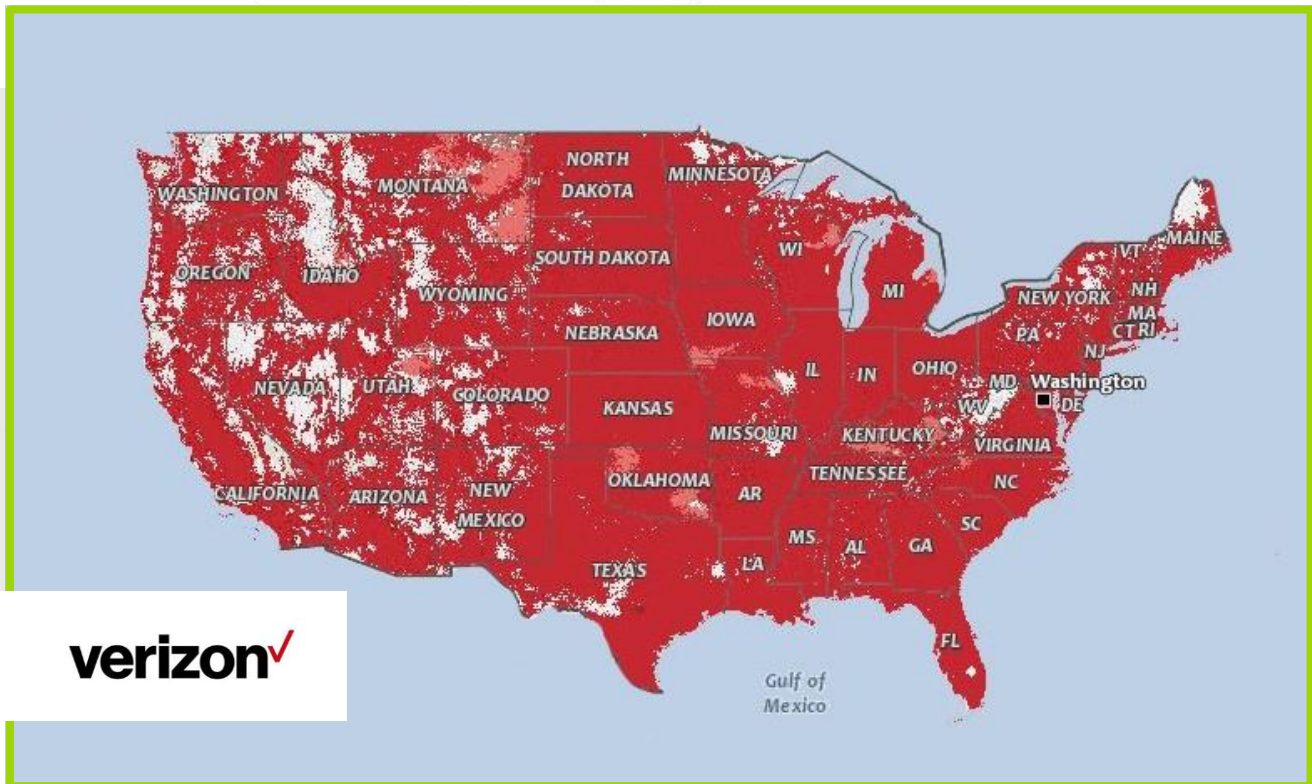 WASHINGTON
MONTANA
NORTH
DAKOTA
MINNESOTA
MAINE
VT
OREGON
IDAHO
SOUTH DAKOTA
WI
MI
NEW YORK
NH
WYOMING
MA
NEBRASKA
IOWA
PA
CT RI
NJ
NEVADA
UTAH
COLORADO
IL
IN
OHIO
MD
Washington
KANSAS
WV
DE
MISSOURI
KENTUCKY
VIRGINIA
CALIFORNIA
ARIZONA
NEW
MEXICO
OKLAHOMA
AR
TENNESSEE
NC
SC
MS
AL
GA
TEXAS
LA
FL
verizon
Gulf of
Mexico